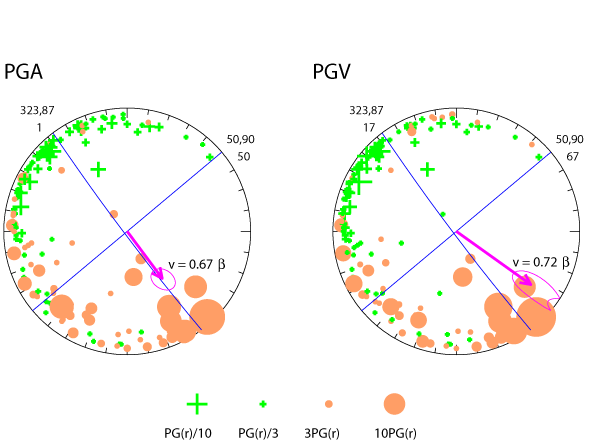 PGA
PGV
323,87
1
50,90
50
v = 0.67 β
323,87
17
50,90
67
v = 0.72 β
PG(r)/10
PG(r)/3
3PG(r)
10PG(r)